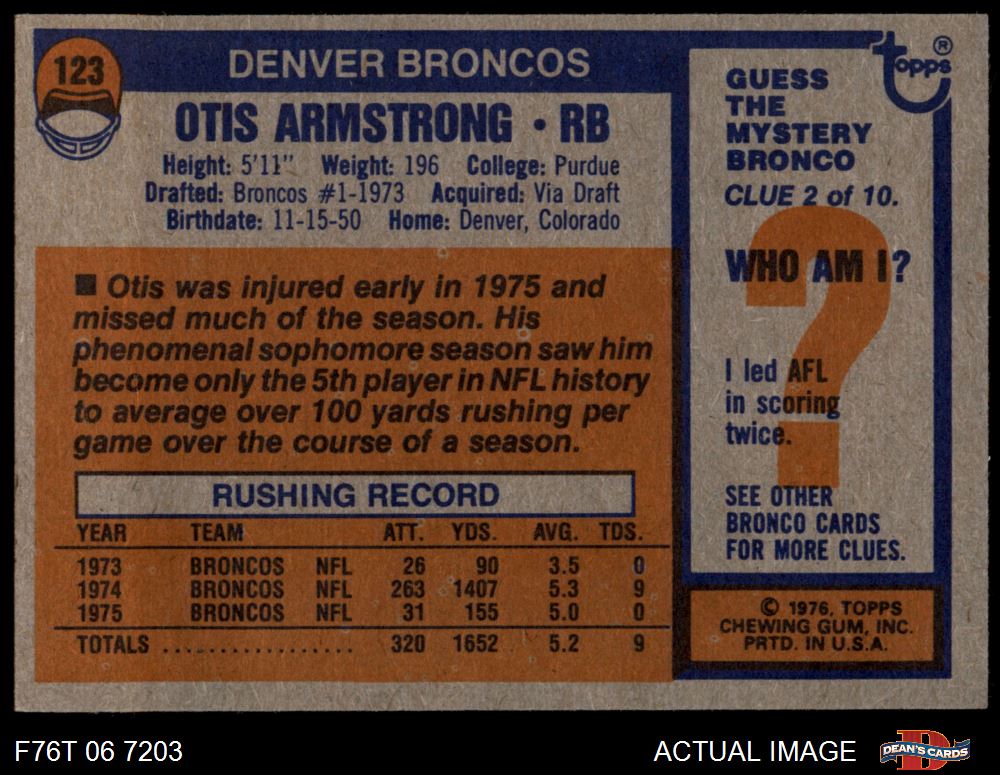 123
DENVER BRONCOS
OTIS ARMSTRONG • RB
Height: 5'11" Weight: 196 College: Purdue
Drafted: Broncos #1-1973 Acquired: Via Draft
Birthdate: 11-15-50 Home: Denver, Colorado
■ Otis was injured early in 1975 and
missed much of the season. His
phenomenal sophomore season saw him
become only the 5th player in NFL history
to average over 100 yards rushing per
game over the course of a season.
RUSHING RECORD
YEAR TEAM ATT. YDS. AVG. TDS.
1973 BRONCOS NFL 26 90 3.5 0
1974 BRONCOS NFL 263 1407 5.3 9
1975 BRONCOS NFL 31 155 5.0 0
TOTALS .................. 320 1652 5.2 9
topps ®
GUESS
THE
MYSTERY
BRONCO
CLUE 2 of 10.
WHO AM I?
?
I led AFL
in scoring
twice.
SEE OTHER
BRONCO CARDS
FOR MORE CLUES.
© 1976, TOPPS
CHEWING GUM, INC.
PRTD. IN U.S.A.
F76T 06 7203
ACTUAL IMAGE
D
DEAN'S CARDS